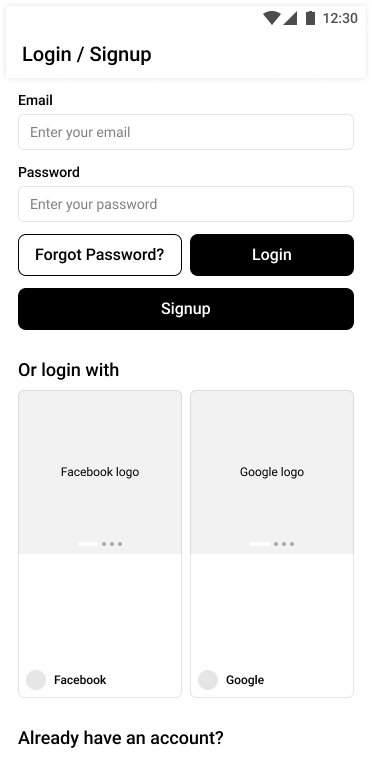 12:30
Login / Signup
Email
Enter your email
Password
Enter your password
Forgot Password? Login
Signup
Or login with
Facebook logo Google logo
Facebook Google
Already have an account?